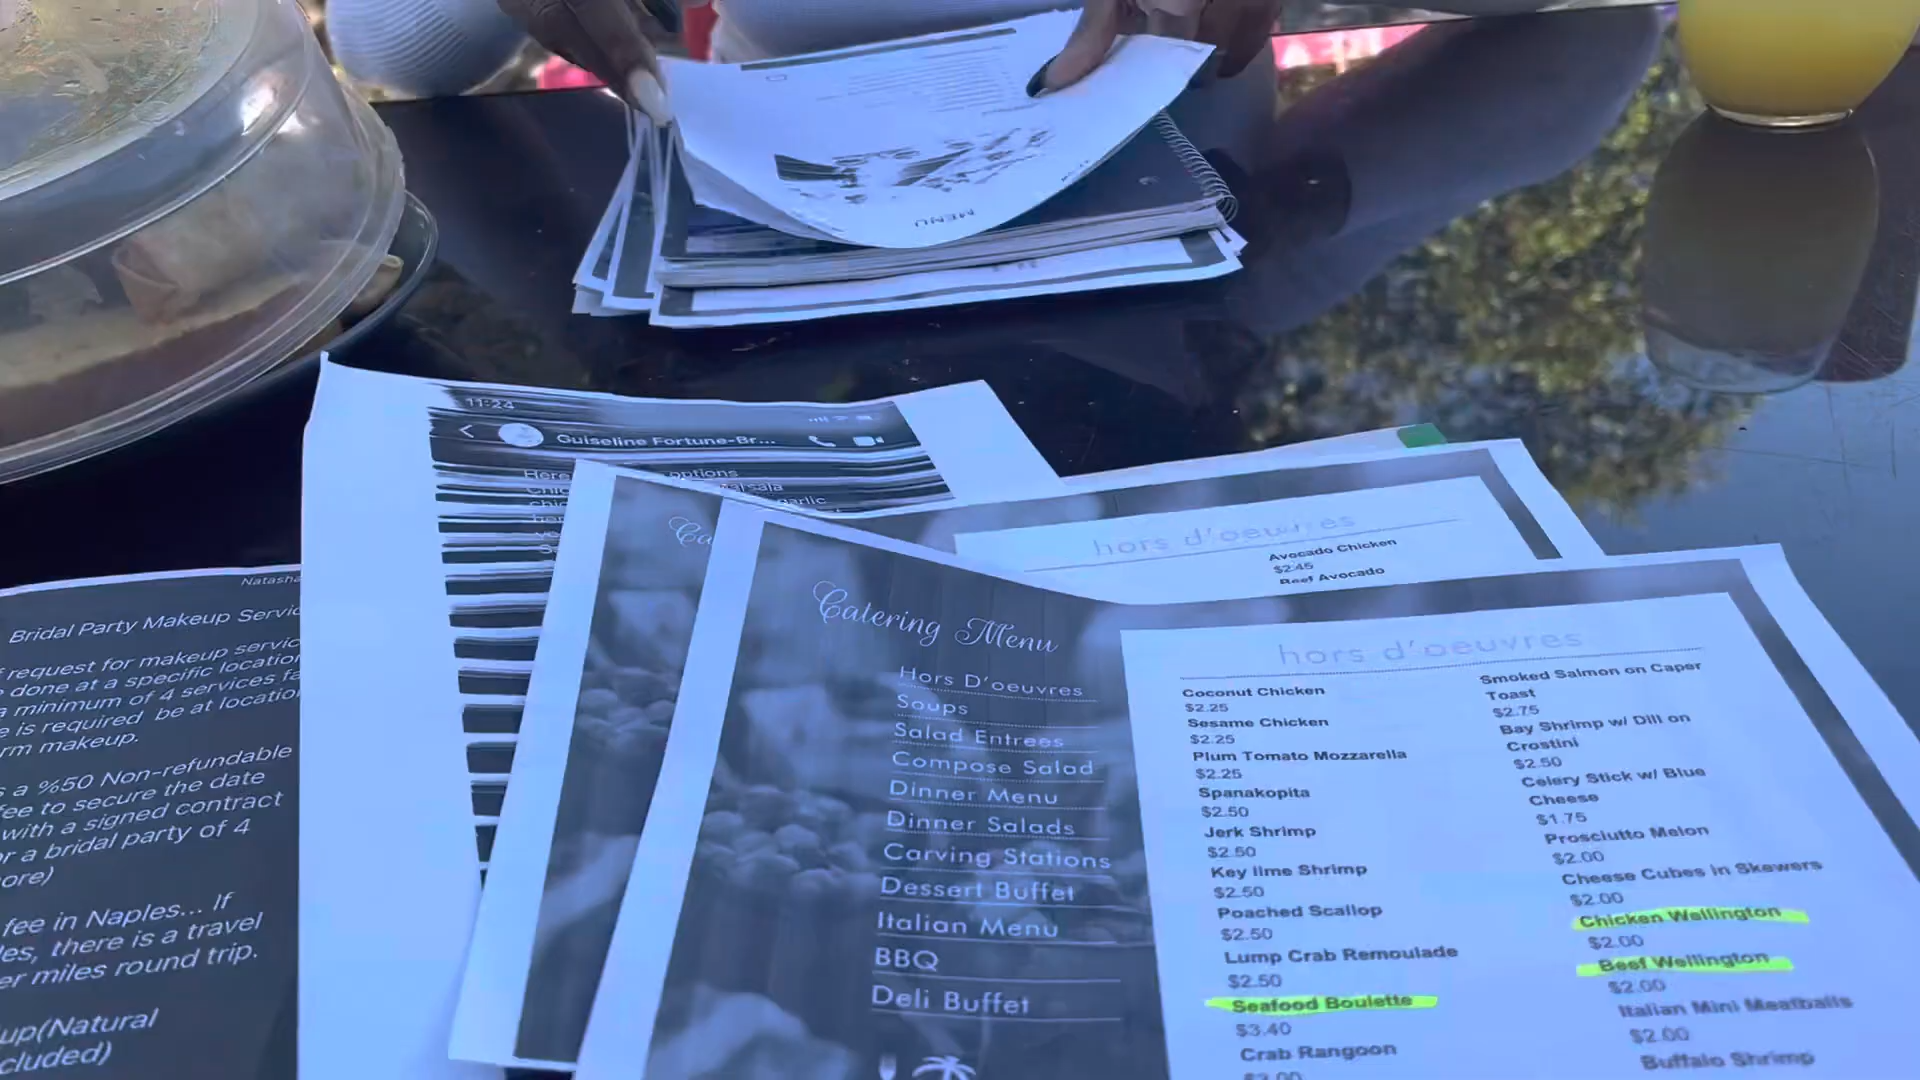 MENU
11:24
Guiseline Fortune-Br...
Here
options
garlic
Natasha
Bridal Party Makeup Servic
f request for makeup servic
done at a specific location
a minimum of 4 services fa
e is required be at location
rm makeup.
s a %50 Non-refundable
fee to secure the date
with a signed contract
or a bridal party of 4
ore)
fee in Naples... If
les, there is a travel
er miles round trip.
up(Natural
cluded)
Ca
hors d'oeuvres
Avocado Chicken
$2.45
Beef Avocado
Catering Menu
Hors D'oeuvres
Soups
Salad Entrees
Compose Salad
Dinner Menu
Dinner Salads
Carving Stations
Dessert Buffet
Italian Menu
BBQ
Deli Buffet
hors d'oeuvres
Coconut Chicken
$2.25
Sesame Chicken
$2.25
Plum Tomato Mozzarella
$2.25
Spanakopita
$2.50
Jerk Shrimp
$2.50
Key lime Shrimp
$2.50
Poached Scallop
$2.50
Lump Crab Remoulade
$2.50
Seafood Boulette
$3.40
Crab Rangoon
Smoked Salmon on Caper
Toast
$2.75
Bay Shrimp w/ Dill on
Crostini
$2.50
Celery Stick w/ Blue
Cheese
$1.75
Prosciutto Melon
$2.00
Cheese Cubes in Skewers
$2.00
Chicken Wellington
$2.00
Beef Wellington
$2.00
Italian Mini Meatballs
$2.00
Buffalo Shrimp